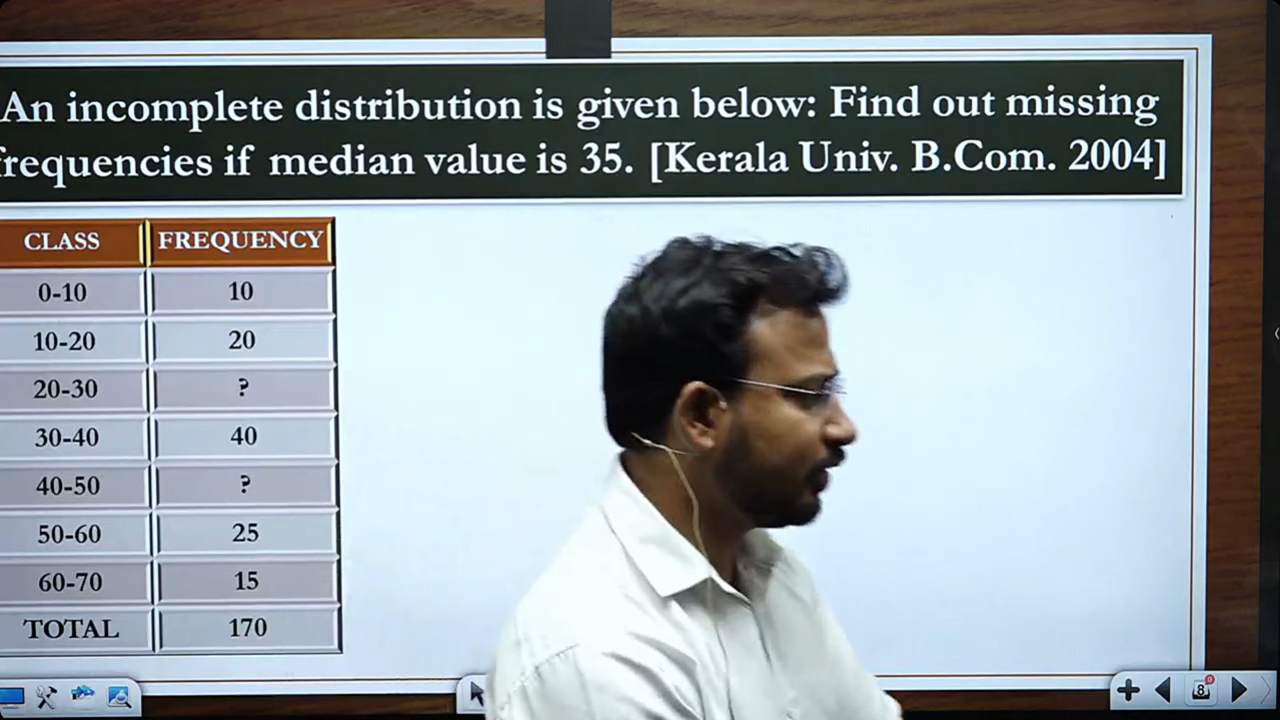 An incomplete distribution is given below: Find out missing
frequencies if median value is 35. [Kerala Univ. B.Com. 2004]
CLASS FREQUENCY
0-10 10
10-20 20
20-30 ?
30-40 40
40-50 ?
50-60 25
60-70 15
TOTAL 170
8